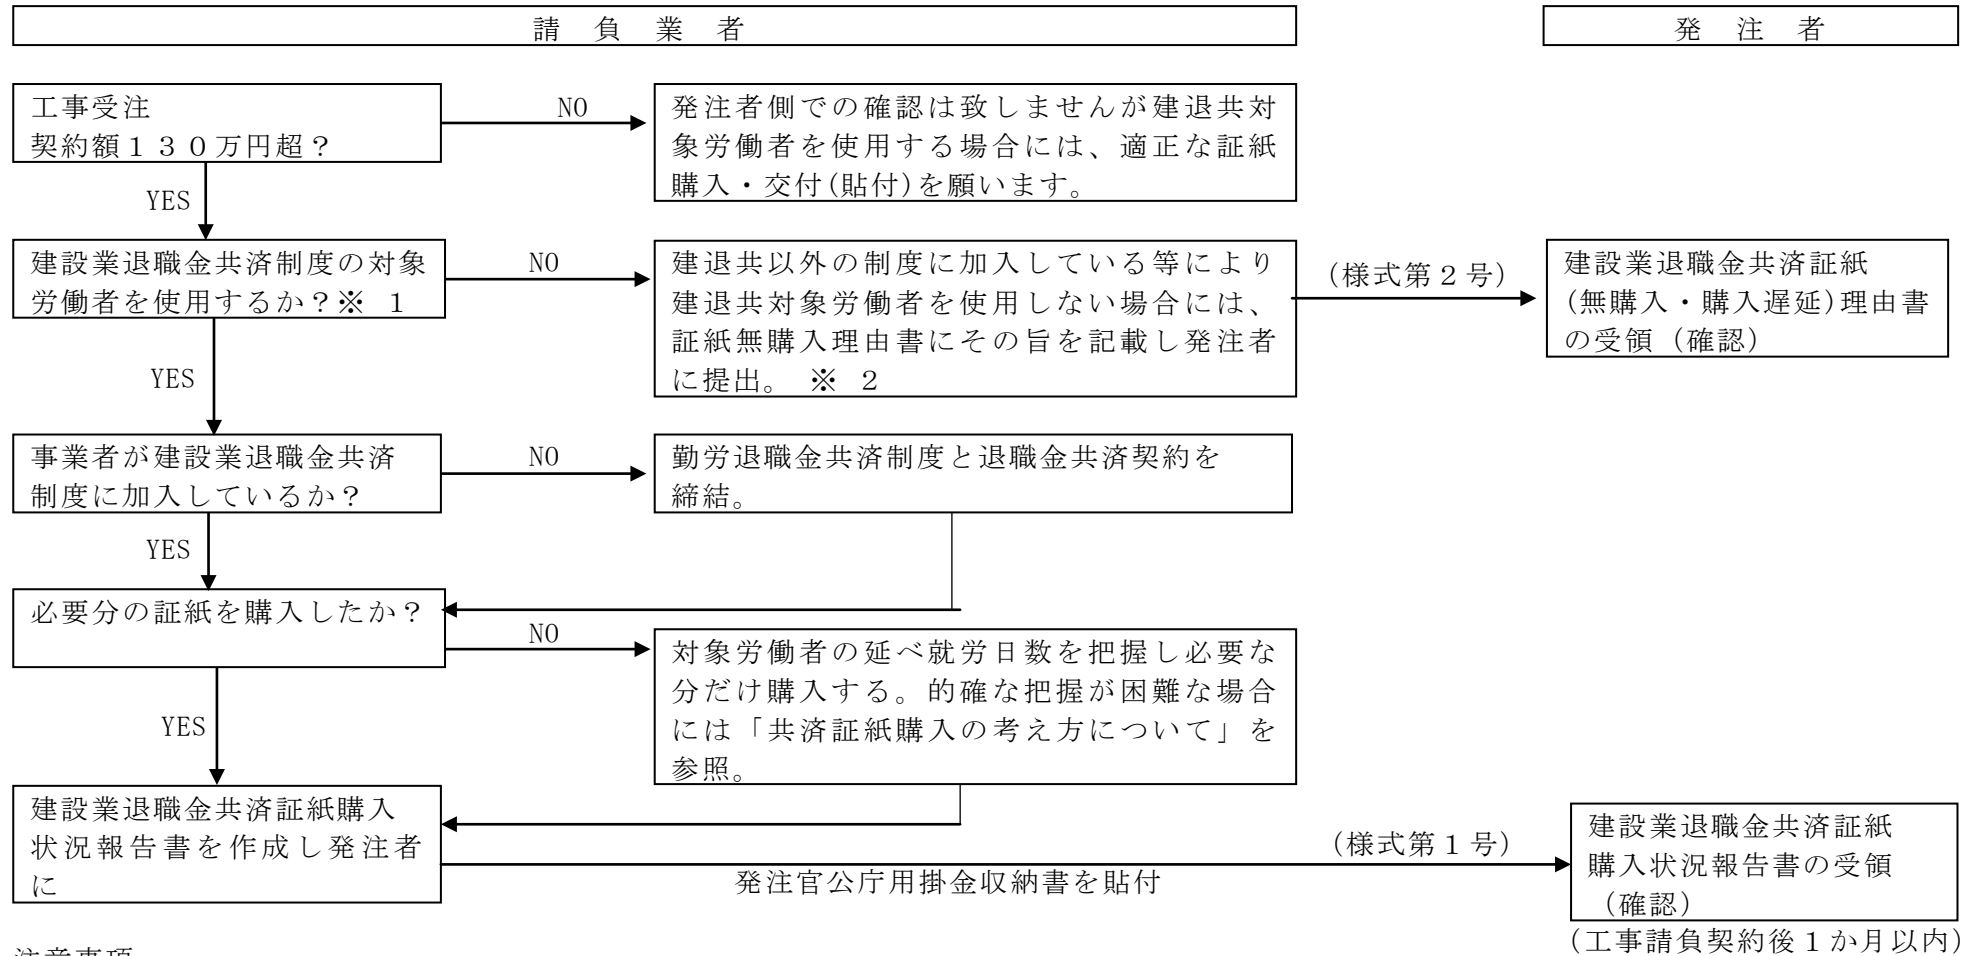 請負業者
発注者
工事受注
契約額１３０万円超？
NO
発注者側での確認は致しませんが建退共対
象労働者を使用する場合には、適正な証紙
購入・交付(貼付)を願います。
YES
建設業退職金共済制度の対象
労働者を使用するか？※ 1
NO
建退共以外の制度に加入している等により
建退共対象労働者を使用しない場合には、
証紙無購入理由書にその旨を記載し発注者
に提出。 ※ 2
(様式第２号)
建設業退職金共済証紙
(無購入・購入遅延)理由書
の受領（確認）
YES
事業者が建設業退職金共済
制度に加入しているか？
NO
勤労退職金共済制度と退職金共済契約を
締結。
YES
必要分の証紙を購入したか？
NO
対象労働者の延べ就労日数を把握し必要な
分だけ購入する。的確な把握が困難な場合
には「共済証紙購入の考え方について」を
参照。
YES
建設業退職金共済証紙購入
状況報告書を作成し発注者
に
(様式第１号)
発注官公庁用掛金収納書を貼付
建設業退職金共済証紙
購入状況報告書の受領
（確認）
(工事請負契約後１か月以内)